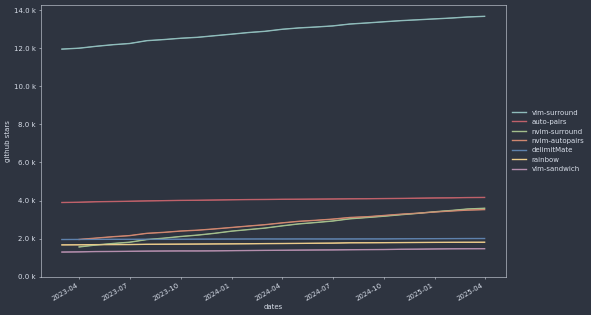 14.0 k
12.0 k
10.0 k
8.0 k
6.0 k
4.0 k
2.0 k
0.0 k
github stars
2023-04
2023-07
2023-10
2024-01
2024-04
2024-07
2024-10
2025-01
2025-04
dates
vim-surround
auto-pairs
nvim-surround
nvim-autopairs
delimitMate
rainbow
vim-sandwich